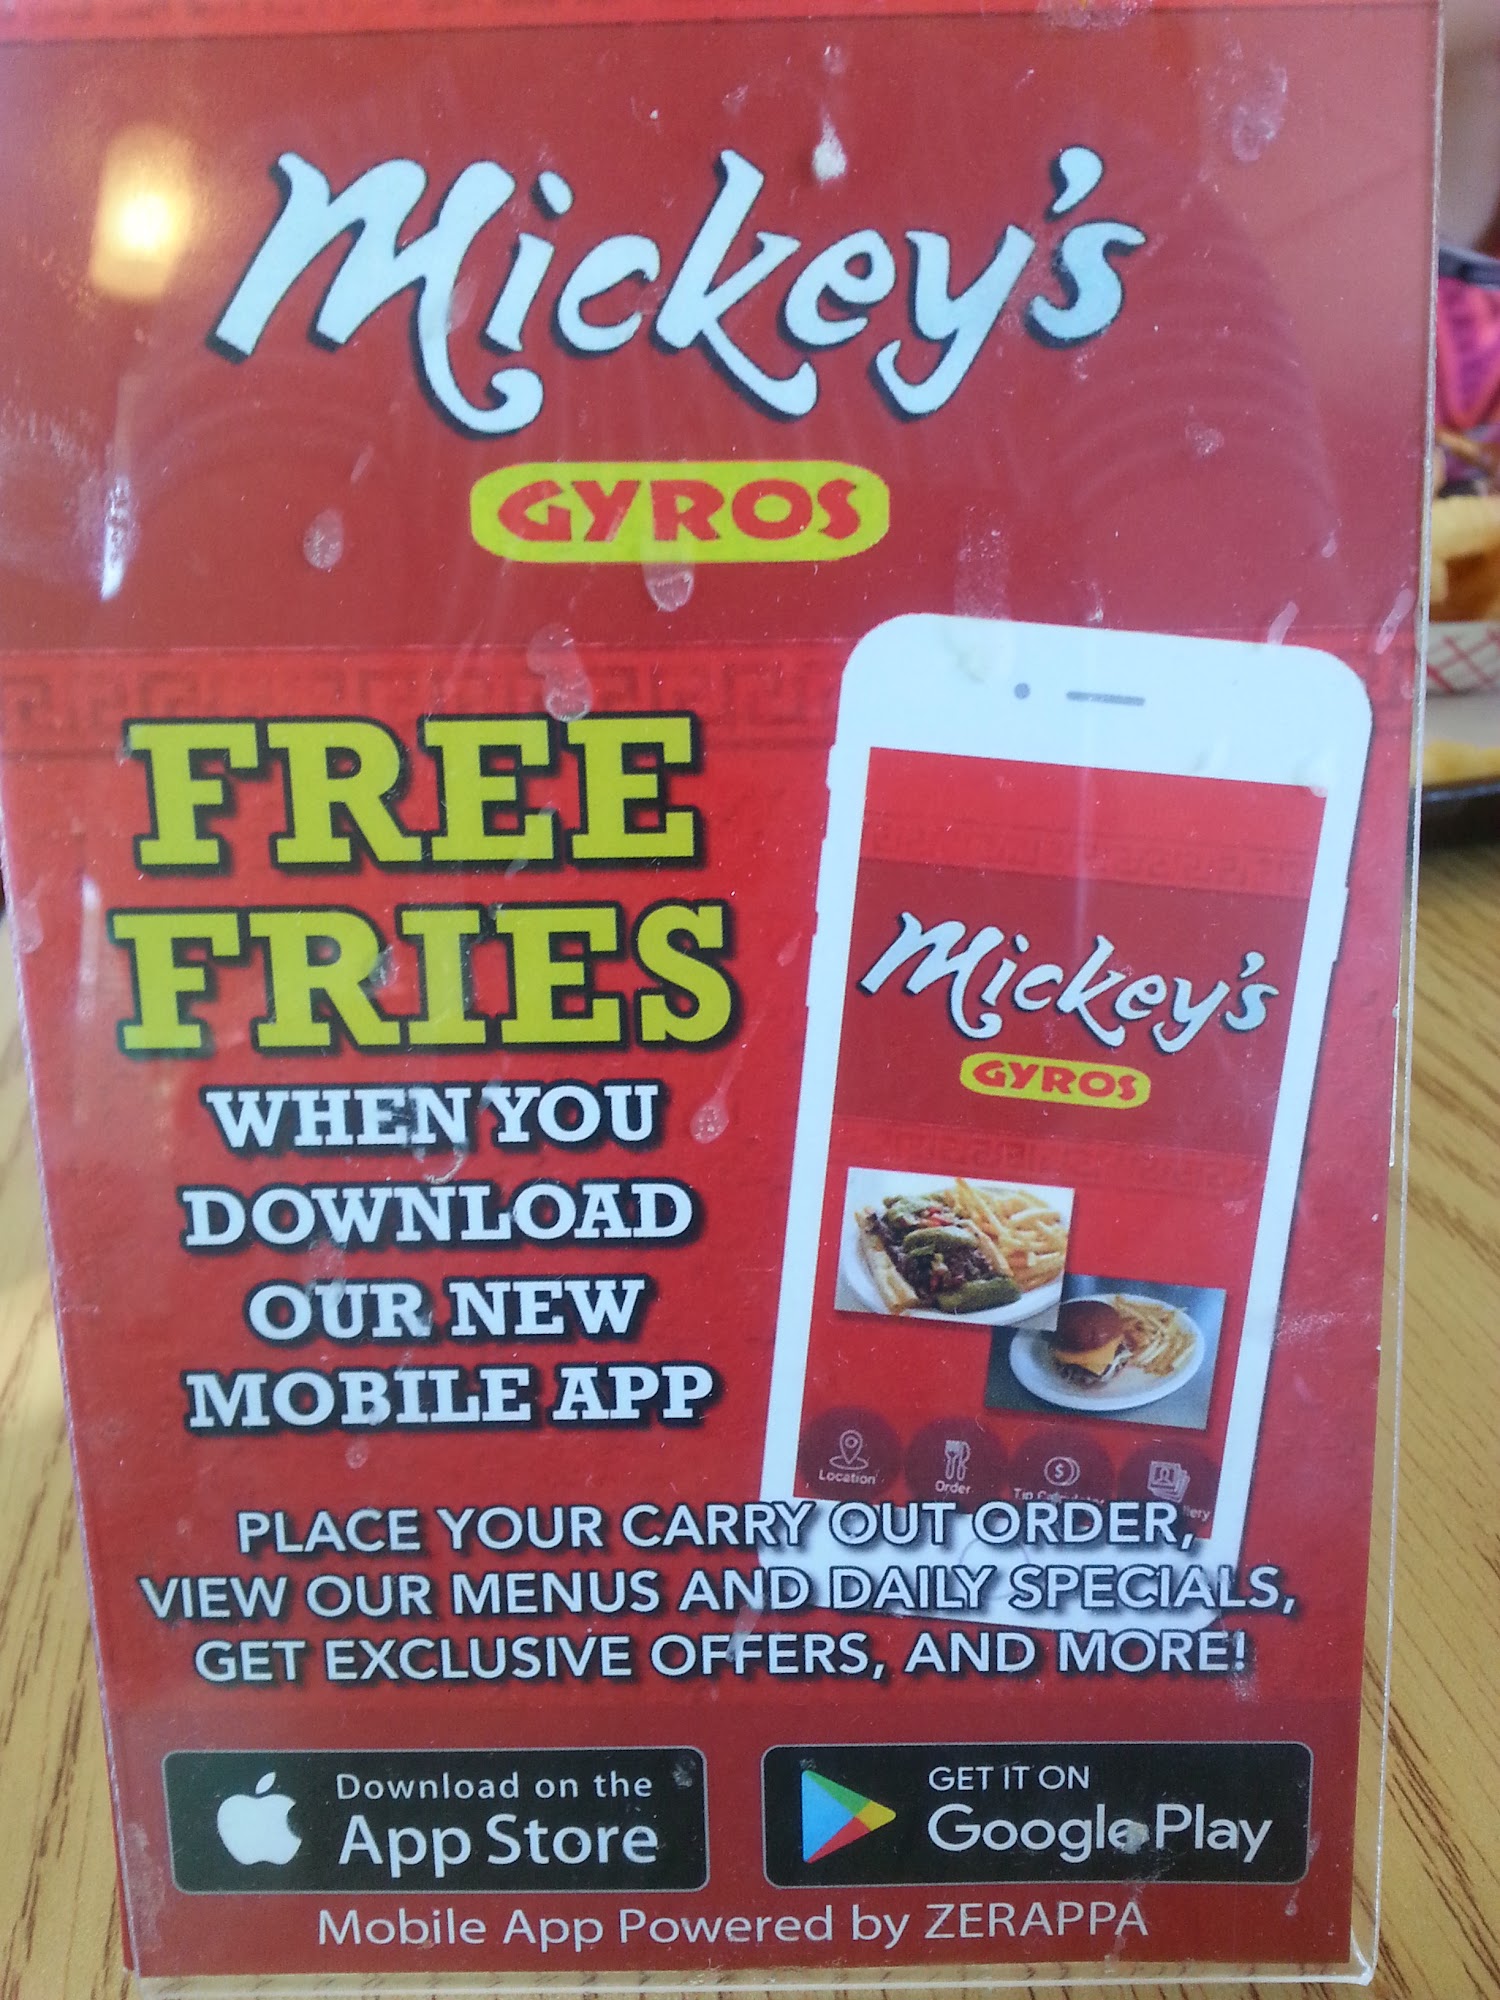 Mickey's
GYROS
FREE
FRIES
WHEN YOU
DOWNLOAD
OUR NEW
MOBILE APP
Mickey's
GYROS
Location
Order
PLACE YOUR CARRY OUT ORDER,
VIEW OUR MENUS AND DAILY SPECIALS,
GET EXCLUSIVE OFFERS, AND MORE!
Download on the
App Store
GET IT ON
Google Play
Mobile App Powered by ZERAPPA